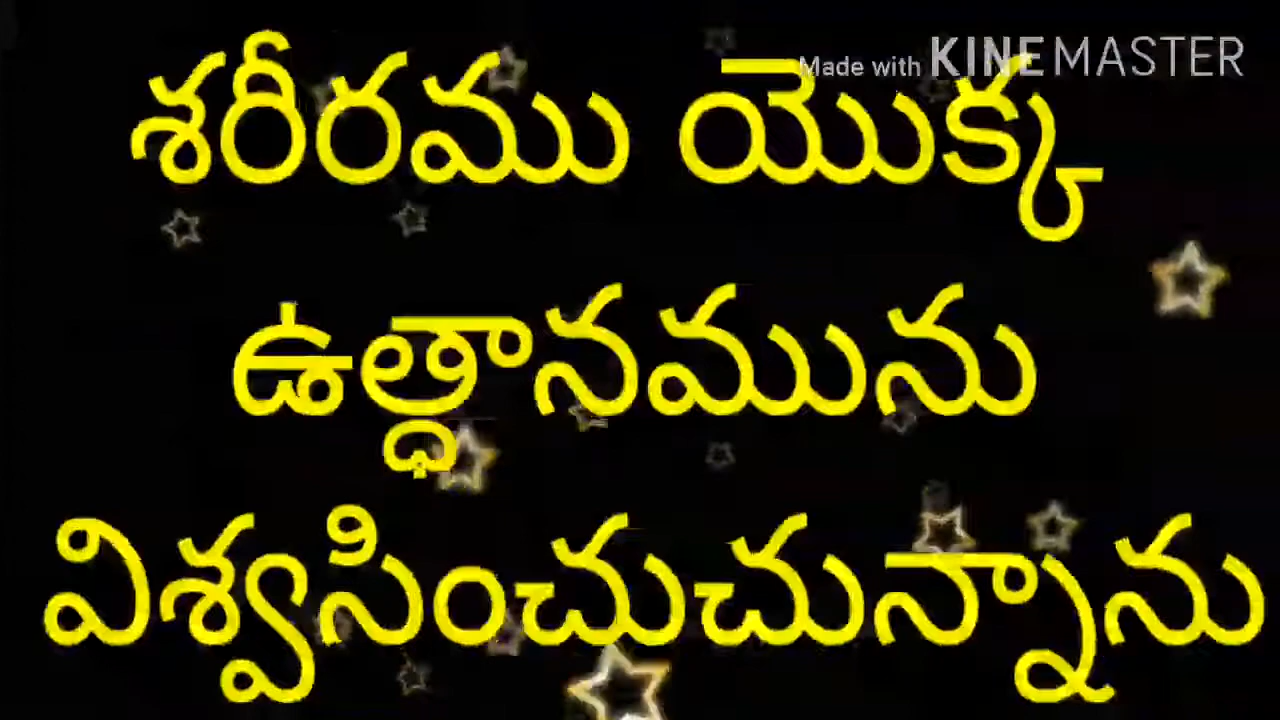 Made with KINEMASTER
శరీరము యొక్క
ఉత్ధానమును
విశ్వసించుచున్నాను